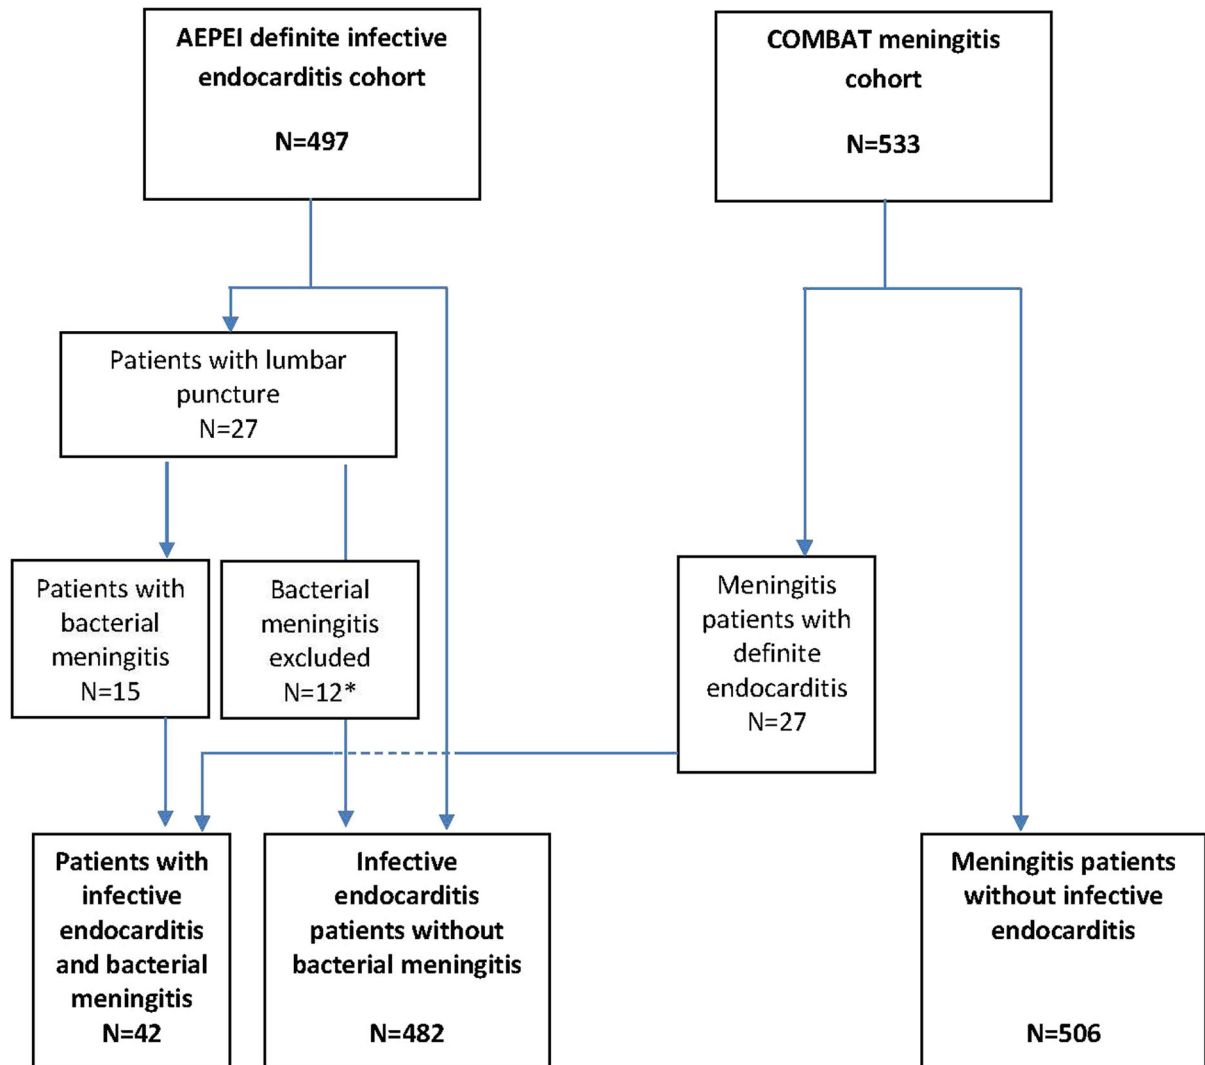 AEPEI definite infective
endocarditis cohort
N=497
COMBAT meningitis
cohort
N=533
Patients with lumbar
puncture
N=27
Patients with
bacterial
meningitis
N=15
Bacterial
meningitis
excluded
N=12*
Meningitis
patients with
definite
endocarditis
N=27
Patients with
infective
endocarditis
and bacterial
meningitis
N=42
Infective
endocarditis
patients without
bacterial meningitis
N=482
Meningitis patients
without infective
endocarditis
N=506